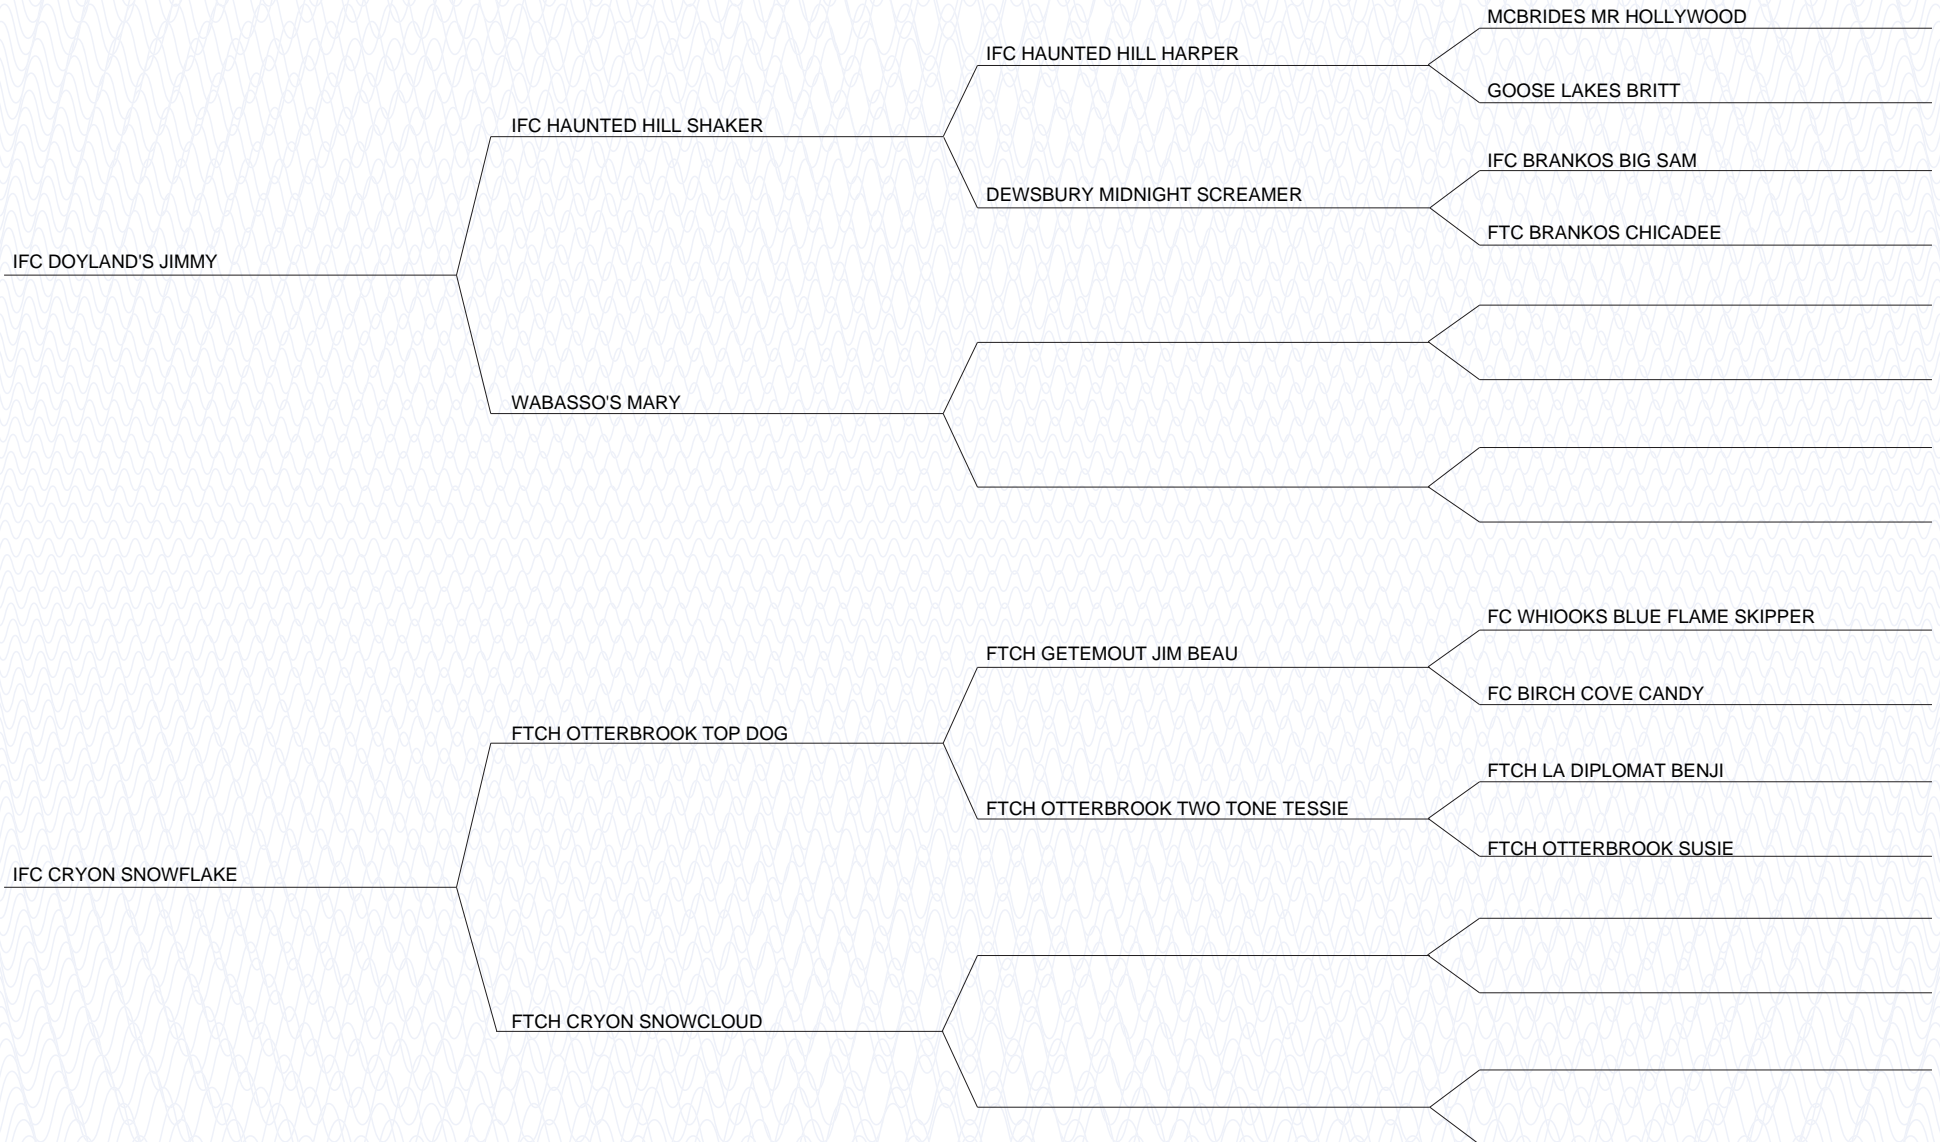 MCBRIDES MR HOLLYWOOD
IFC HAUNTED HILL HARPER
GOOSE LAKES BRITT
IFC HAUNTED HILL SHAKER
IFC BRANKOS BIG SAM
DEWSBURY MIDNIGHT SCREAMER
FTC BRANKOS CHICADEE
IFC DOYLAND'S JIMMY
WABASSO'S MARY
FC WHIOOKS BLUE FLAME SKIPPER
FTCH GETEMOUT JIM BEAU
FC BIRCH COVE CANDY
FTCH OTTERBROOK TOP DOG
FTCH LA DIPLOMAT BENJI
FTCH OTTERBROOK TWO TONE TESSIE
FTCH OTTERBROOK SUSIE
IFC CRYON SNOWFLAKE
FTCH CRYON SNOWCLOUD